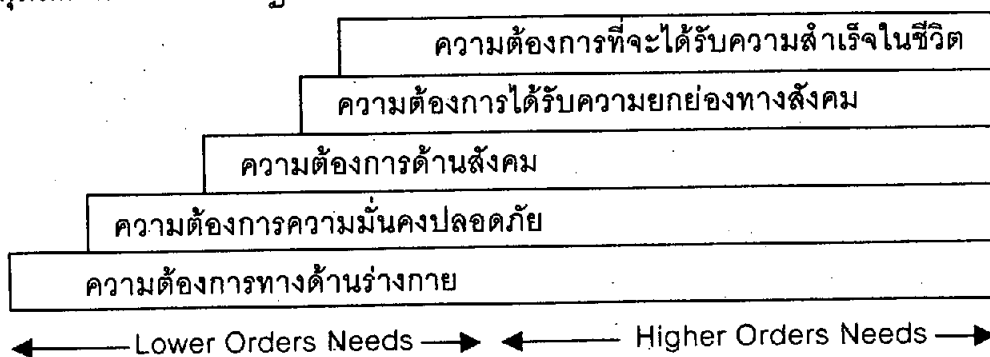 ความต้องการที่จะได้รับความสำเร็จในชีวิต
ความต้องการได้รับความยกย่องทางสังคม
ความต้องการด้านสังคม
ความต้องการความมั่นคงปลอดภัย
ความต้องการทางด้านร่างกาย
Lower Orders Needs Higher Orders Needs